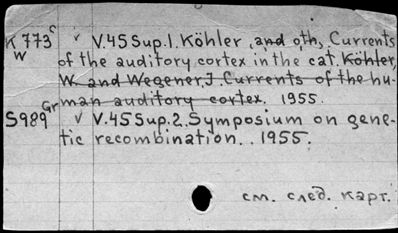 K 773 c v V.45 Sup.1. Köhler, and oth, Currents
W of the auditory cortex in the cat. Köhler,
W. and Wegener, J. Currents of the hu-
man auditory cortex. 1955.
S989 Gr v V.45 Sup.2. Symposium on gene-
tic recombination.. 1955.
см. след. карт.